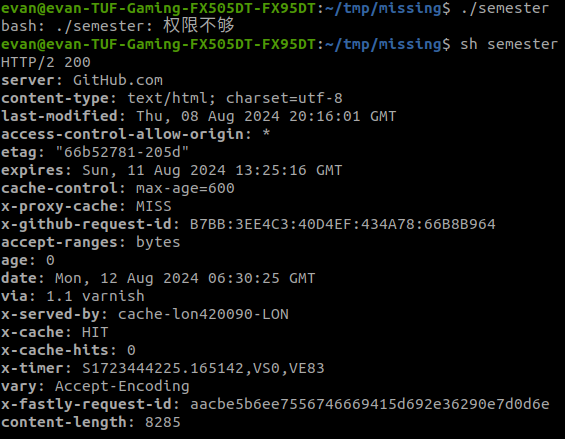 evan@evan-TUF-Gaming-FX505DT-FX95DT:~/tmp/missing$ ./semester
bash: ./semester: 权限不够
evan@evan-TUF-Gaming-FX505DT-FX95DT:~/tmp/missing$ sh semester
HTTP/2 200
server: GitHub.com
content-type: text/html; charset=utf-8
last-modified: Thu, 08 Aug 2024 20:16:01 GMT
access-control-allow-origin: *
etag: "66b52781-205d"
expires: Sun, 11 Aug 2024 13:25:16 GMT
cache-control: max-age=600
x-proxy-cache: MISS
x-github-request-id: B7BB:3EE4C3:40D4EF:434A78:66B8B964
accept-ranges: bytes
age: 0
date: Mon, 12 Aug 2024 06:30:25 GMT
via: 1.1 varnish
x-served-by: cache-lon420090-LON
x-cache: HIT
x-cache-hits: 0
x-timer: S1723444225.165142,VS0,VE83
vary: Accept-Encoding
x-fastly-request-id: aacbe5b6ee7556746669415d692e36290e7d0d6e
content-length: 8285